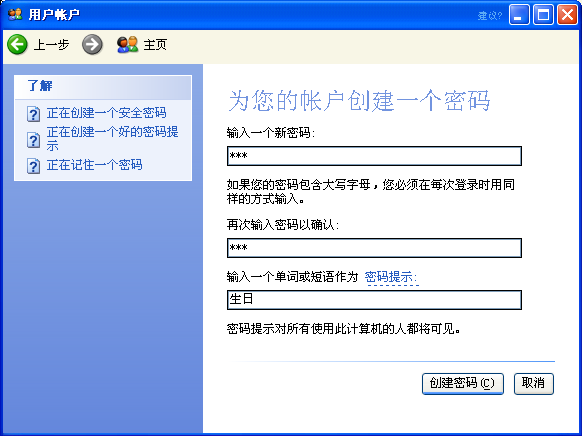 用户帐户
建议?
上一步 主页
了解
正在创建一个安全密码
正在创建一个好的密码提
示
正在记住一个密码
为您的帐户创建一个密码
输入一个新密码:
***
如果您的密码包含大写字母，您必须在每次登录时用同
样的方式输入。
再次输入密码以确认:
***
输入一个单词或短语作为 密码提示:
生日
密码提示对所有使用此计算机的人都将可见。
创建密码(C) 取消